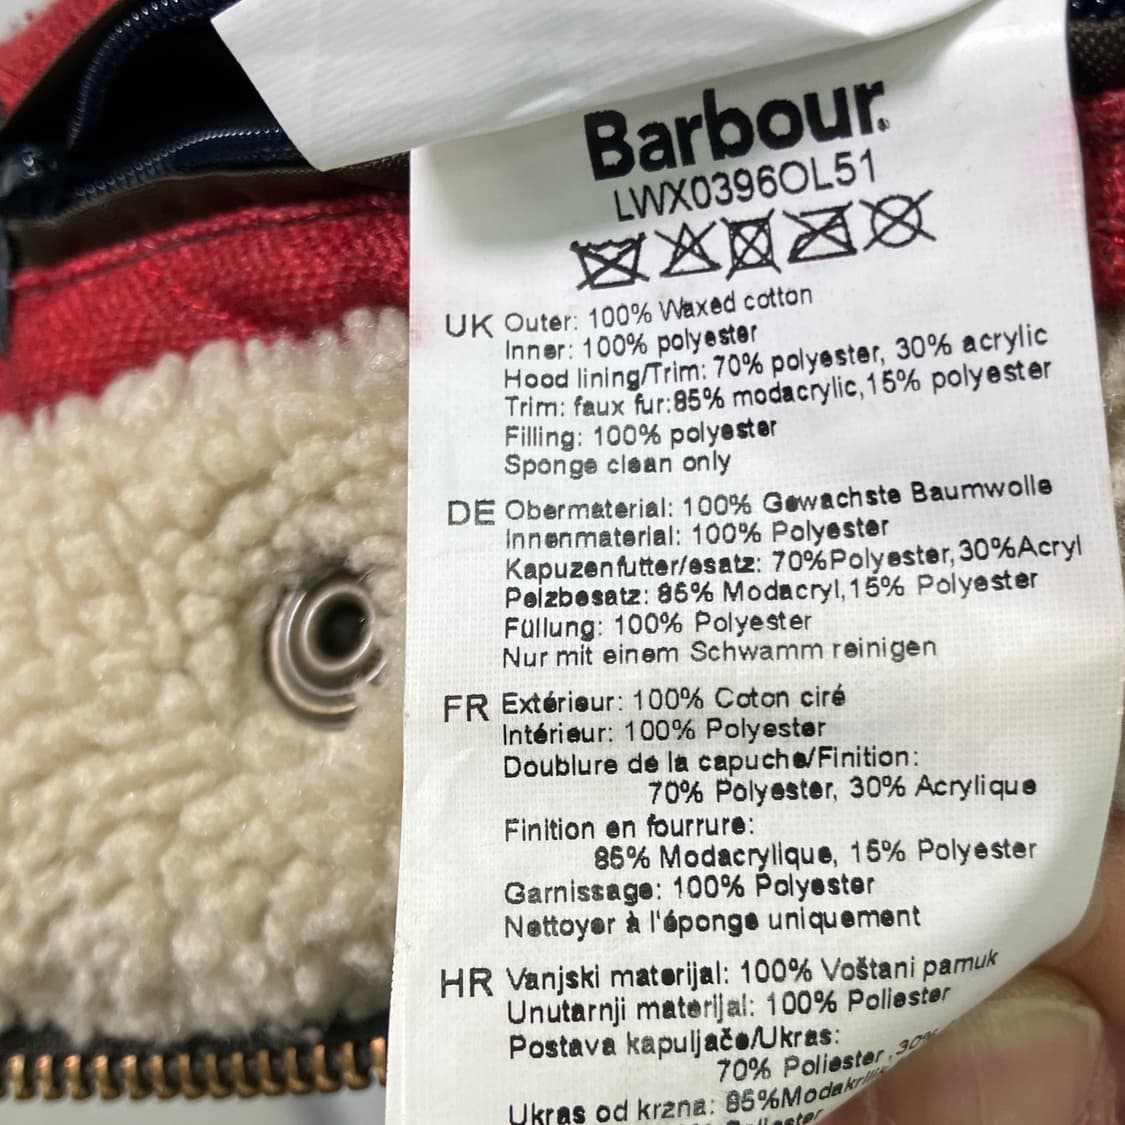 Barbour
LWX0396OL51
UK Outer: 100% Waxed cotton
Inner: 100% polyester
Hood lining/Trim: 70% polyester, 30% acrylic
Trim: faux fur:85% modacrylic,15% polyester
Filling: 100% polyester
Sponge clean only
DE Obermaterial: 100% Gewachste Baumwolle
Innenmaterial: 100% Polyester
Kapuzenfutter/esatz: 70%Polyester,30%Acryl
Pelzbesatz: 85% Modacryl,15% Polyester
Füllung: 100% Polyester
Nur mit einem Schwamm reinigen
FR Extérieur: 100% Coton ciré
Intérieur: 100% Polyester
Doublure de la capuche/Finition:
70% Polyester, 30% Acrylique
Finition en fourrure:
85% Modacrylique, 15% Polyester
Garnissage: 100% Polyester
Nettoyer à l'éponge uniquement
HR Vanjski materijal: 100% Voštani pamuk
Unutarnji materijal: 100% Poliester
Postava kapuljače/Ukras:
70% Poliester, 30%
Ukras od krzna: 85%